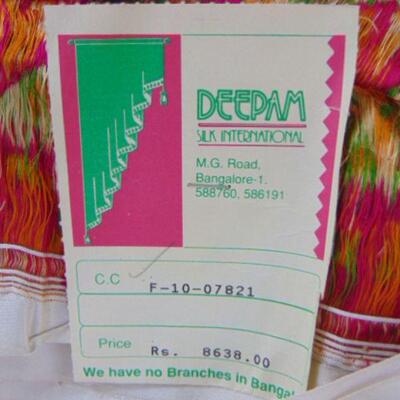 DEEPAM
SILK INTERNATIONAL
M.G. Road,
Bangalore-1.
588760, 586191
C.C F-10-07821
Price Rs. 8638.00
We have no Branches in Bangal